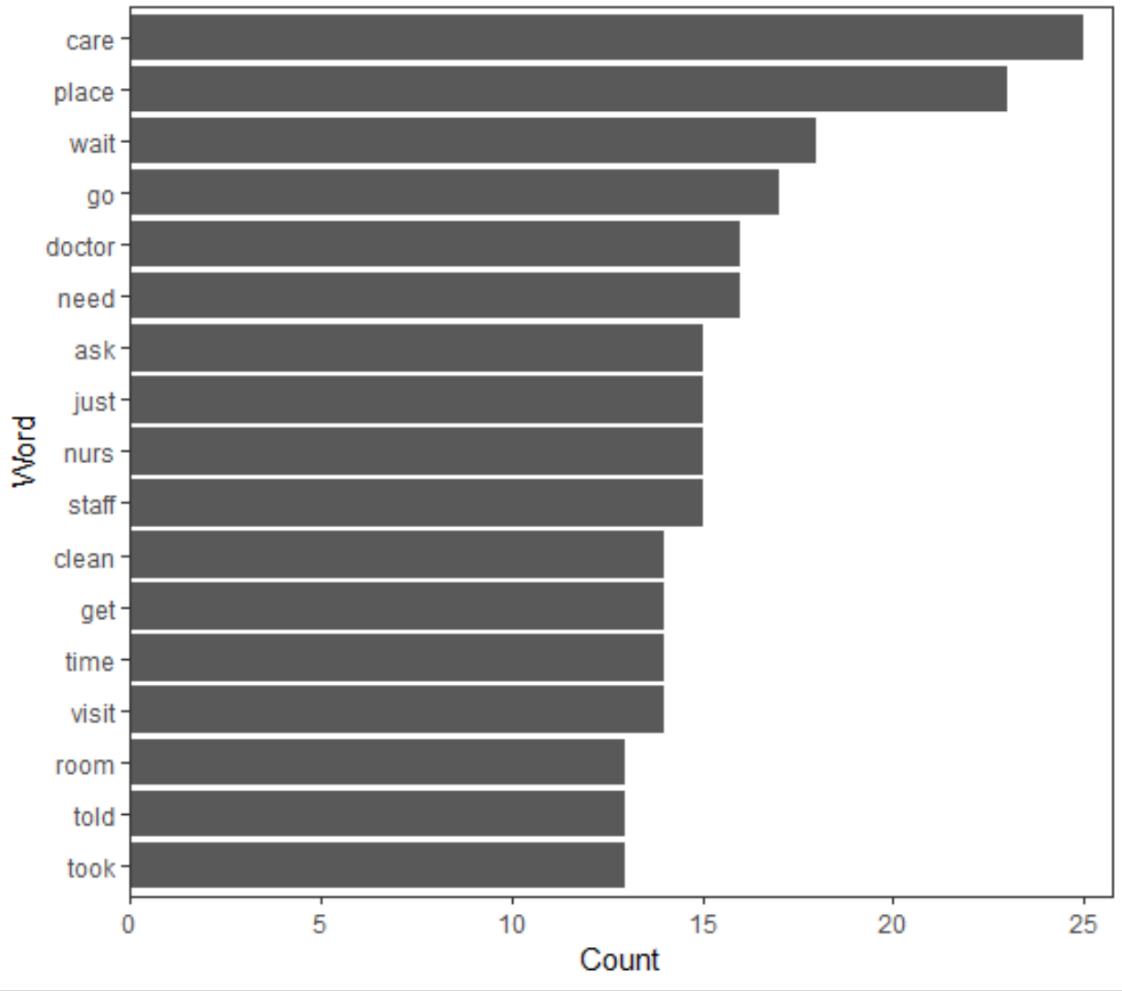 care
place
wait
go
doctor
need
ask
just
nurs
staff
clean
get
time
visit
room
told
took
Word
0 5 10 15 20 25
Count